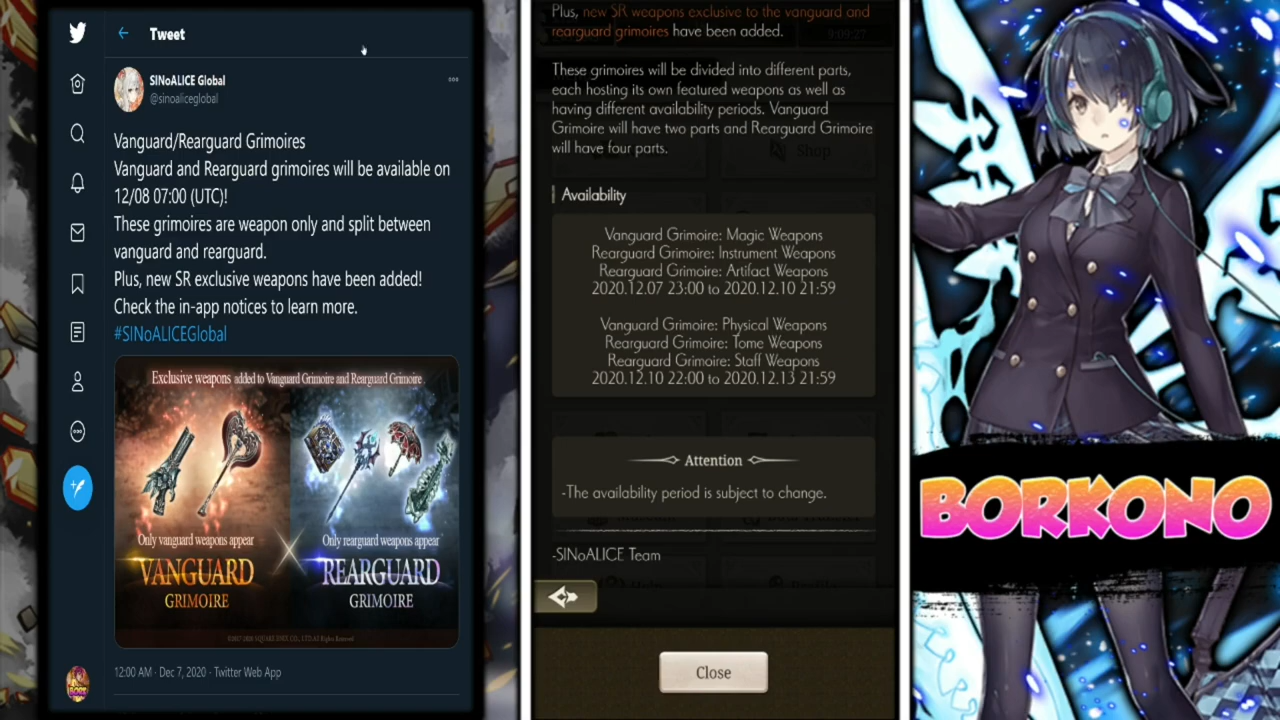 Tweet
SINoALICE Global
@sinoaliceglobal
Vanguard/Rearguard Grimoires
Vanguard and Rearguard grimoires will be available on
12/08 07:00 (UTC)!
These grimoires are weapon only and split between
vanguard and rearguard.
Plus, new SR exclusive weapons have been added!
Check the in-app notices to learn more.
#SINoALICEGlobal
Exclusive weapons added to Vanguard Grimoire and Rearguard Grimoire.
Only vanguard weapons appear
VANGUARD
GRIMOIRE
Only rearguard weapons appear
REARGUARD
GRIMOIRE
12:00 AM · Dec 7, 2020 · Twitter Web App
Plus, new SR weapons exclusive to the vanguard and
rearguard grimoires have been added.
9:09:27
These grimoires will be divided into different parts,
each hosting its own featured weapons as well as
having different availability periods. Vanguard
Grimoire will have two parts and Rearguard Grimoire
will have four parts.
Shop
Availability
Vanguard Grimoire: Magic Weapons
Rearguard Grimoire: Instrument Weapons
Rearguard Grimoire: Artifact Weapons
2020.12.07 23:00 to 2020.12.10 21:59
Vanguard Grimoire: Physical Weapons
Rearguard Grimoire: Tome Weapons
Rearguard Grimoire: Staff Weapons
2020.12.10 22:00 to 2020.12.13 21:59
Attention
-The availability period is subject to change.
-SINoALICE Team
Close
BORKONO